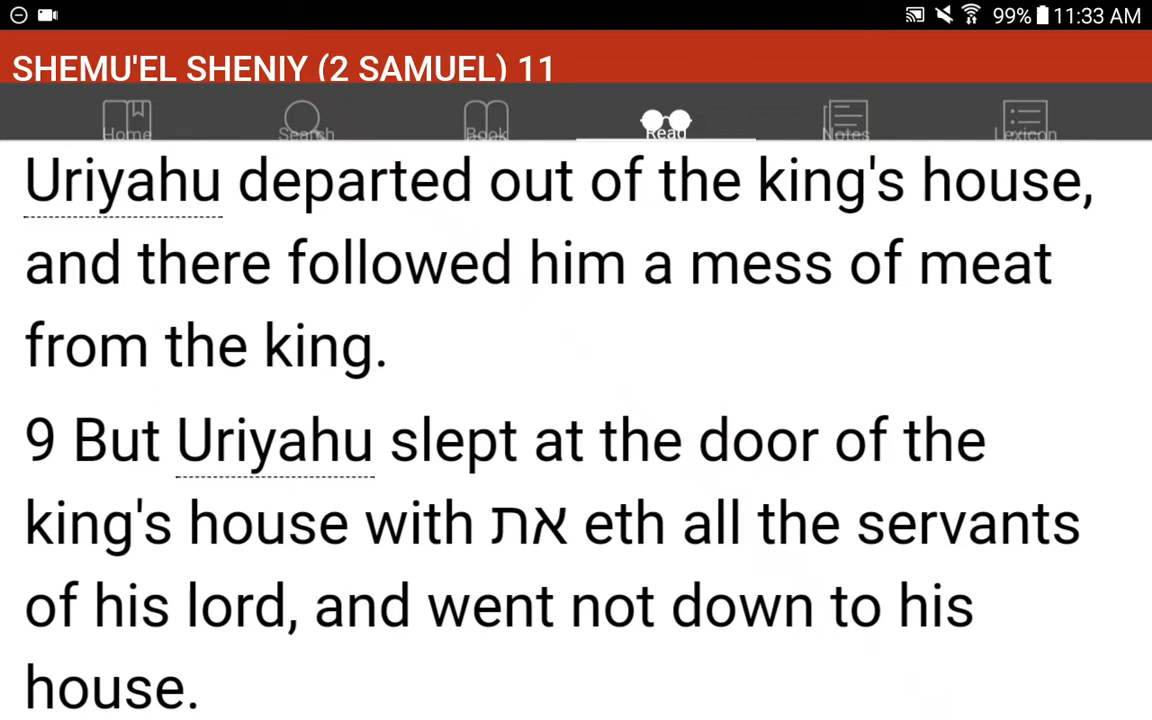 99% 11:33 AM
SHEMU'EL SHENIY (2 SAMUEL) 11
Home Search Book Read Notes Lexicon
Uriyahu departed out of the king's house,
and there followed him a mess of meat
from the king.
9 But Uriyahu slept at the door of the
king's house with את eth all the servants
of his lord, and went not down to his
house.